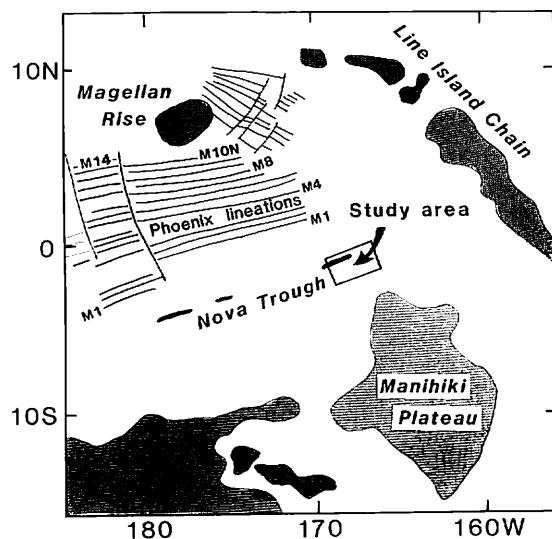 10N
Magellan
Rise
Line Island Chain
M14
M10N
M8
M4
M1
Phoenix lineations
Study area
0
M1
Nova Trough
Manihiki
Plateau
10S
180
170
160W